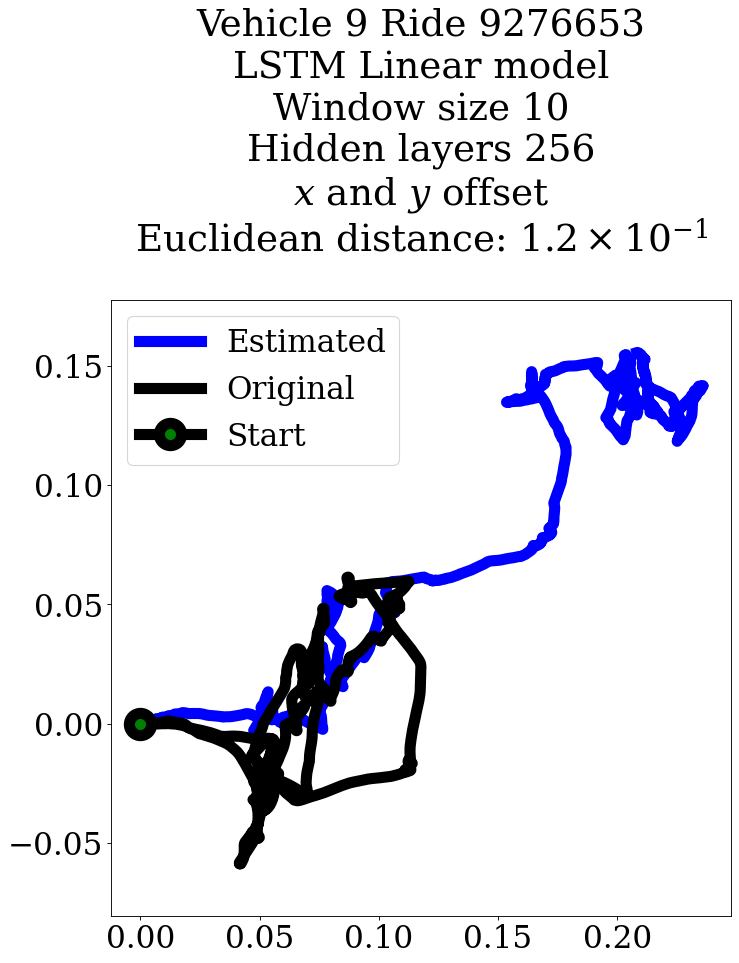 Vehicle 9 Ride 9276653
LSTM Linear model
Window size 10
Hidden layers 256
x and y offset
Euclidean distance: 1.2 × 10⁻¹
Estimated
Original
Start
0.15
0.10
0.05
0.00
−0.05
0.00 0.05 0.10 0.15 0.20